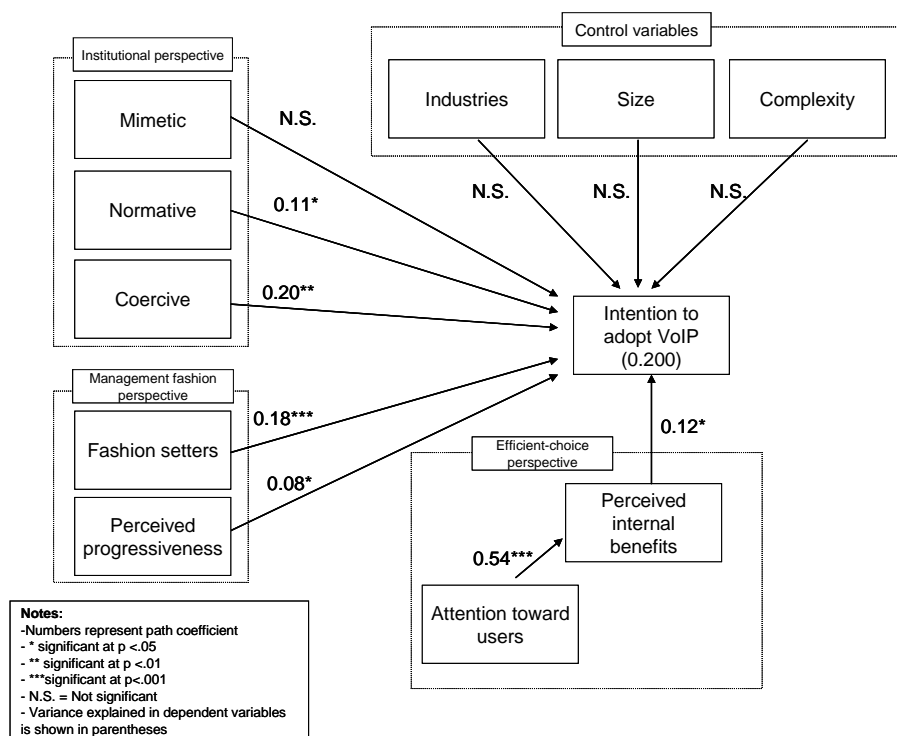 Control variables
Industries
Size
Complexity
N.S.
N.S.
N.S.
Institutional perspective
Mimetic
Normative
Coercive
N.S.
0.11*
0.20**
Intention to
adopt VoIP
(0.200)
Management fashion
perspective
Fashion setters
Perceived
progressiveness
0.18***
0.08*
0.12*
Efficient-choice
perspective
Perceived
internal
benefits
0.54***
Attention toward
users
Notes:
-Numbers represent path coefficient
- * significant at p <.05
- ** significant at p <.01
- ***significant at p<.001
- N.S. = Not significant
- Variance explained in dependent variables
is shown in parentheses